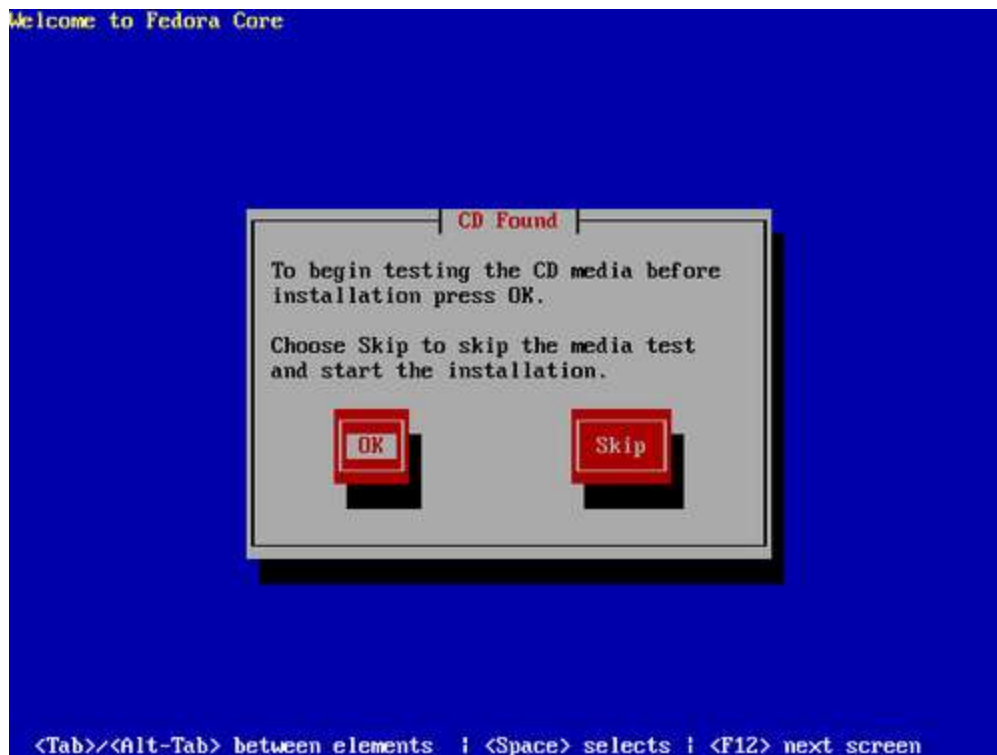 Welcome to Fedora Core
CD Found
To begin testing the CD media before
installation press OK.
Choose Skip to skip the media test
and start the installation.
OK Skip
<Tab>/<Alt-Tab> between elements | <Space> selects | <F12> next screen